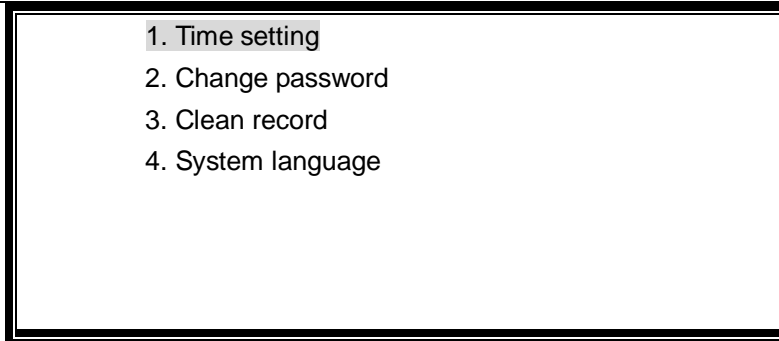 1. Time setting
2. Change password
3. Clean record
4. System language